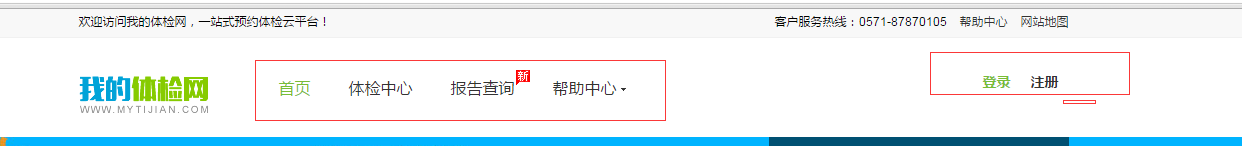 欢迎访问我的体检网，一站式预约体检云平台！ 客户服务热线：0571-87870105 帮助中心 网站地图
我的体检网
WWW.MYTIJIAN.COM
首页 体检中心 报告查询 新 帮助中心 登录 注册